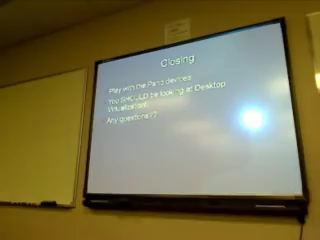 Closing
Play with the Pano devices
You SHOULD be looking at Desktop
Virtualization!
Any questions??